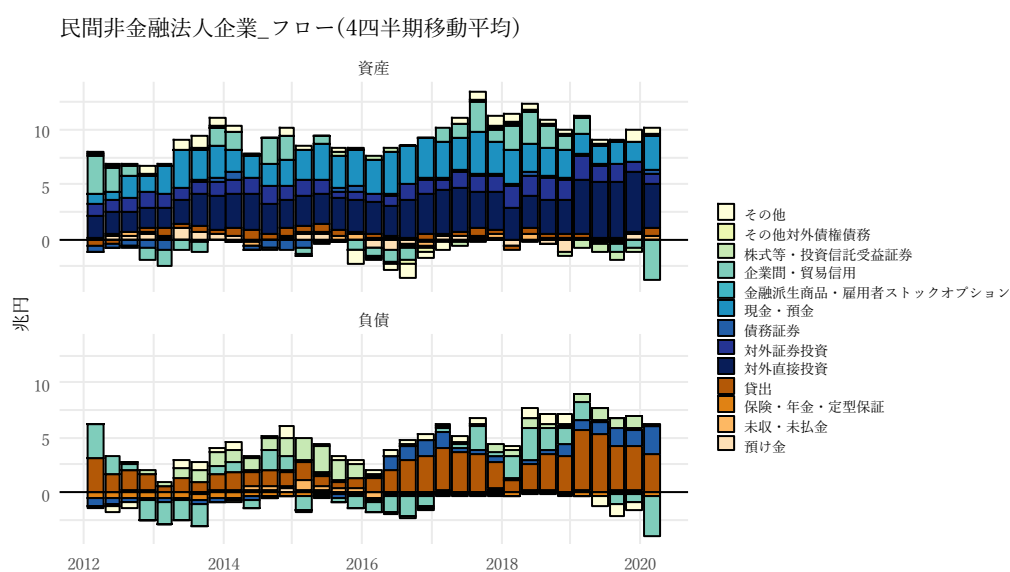 民間非金融法人企業_フロー(4四半期移動平均)
資産
10
5
0
兆円
負債
10
5
0
2012
2014
2016
2018
2020
その他
その他対外債権債務
株式等・投資信託受益証券
企業間・貿易信用
金融派生商品・雇用者ストックオプション
現金・預金
債務証券
対外証券投資
対外直接投資
貸出
保険・年金・定型保証
未収・未払金
預け金